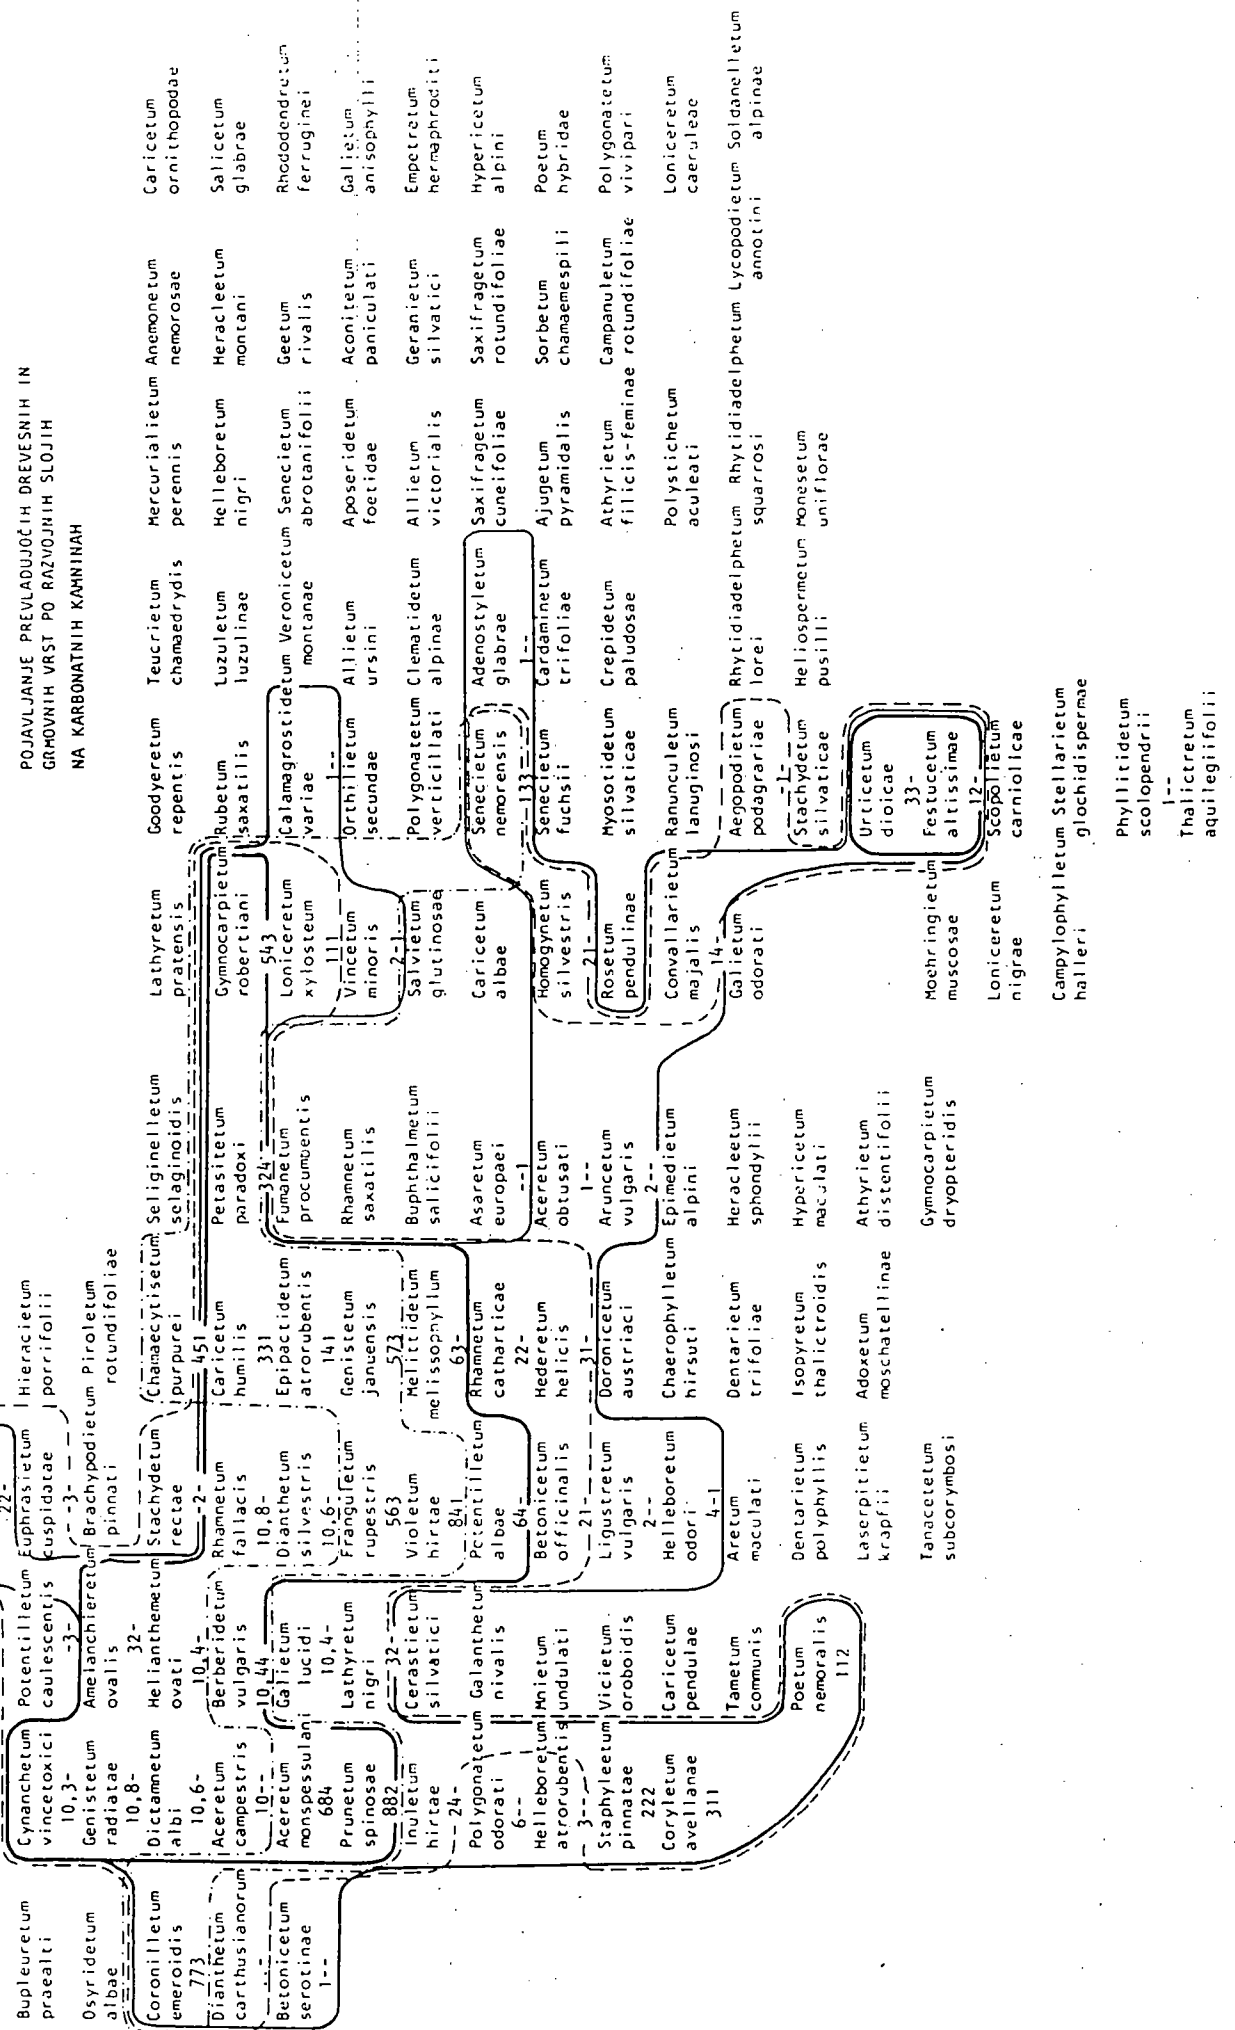 POJAVLJANJE PREVLADUJOČIH DREVESNIH IN
GRMOVNIH VRST PO RAZVOJNIH SLOJIH
NA KARBONATNIH KAMNINAH
Bupleuretum
praealti
Osyridetum
albae
Coronilletum
emeroidis
773
Dianthetum
carthusianorum
---
Betonicetum
serotinae
1--
Cynanchetum
vincetoxici
10,3-
Genistetum
radiatae
10,8-
Dictamnetum
albi
10,6-
Aceretum
campestris
10--
Aceretum
monspessulani
684
Prunetum
spinosae
882
Inuletum
hirtae
24-
Polygonatetum
odorati
6--
Helleboretum
atrorubentis
3--
Staphyleetum
pinnatae
222
Coryletum
avellanae
311
Potentilletum
caulescentis
-3-
Amelanchieretum
ovalis
32-
Helianthemetum
ovati
10,4-
Berberidetum
vulgaris
10,44
Galietum
lucidi
10,4-
Lathyretum
nigri
32-
Cerastietum
silvatici
Galanthetum
nivalis
Mnietum
undulati
Vicietum
oroboidis
Caricetum
pendulae
Tametum
communis
Poetum
nemoralis
112
22-
Euphrasietum
cuspidatae
-3-
Brachypodietum
pinnati
Stachydetum
rectae
-2-
Rhamnetum
fallacis
10,8-
Dianthetum
silvestris
10,6-
Franguletum
rupestris
563
Violetum
hirtae
841
Potentilletum
albae
64-
Betonicetum
officinalis
21-
Ligustretum
vulgaris
2--
Helleboretum
odori
4-1
Aretum
maculati
Dentarietum
polyphyllis
Laserpitietum
krapfii
Tanacetetum
subcorymbosi
Hieracietum
porrifolii
Piroletum
rotundifoliae
Chamaecytisetum
purpurei
451
Caricetum
humilis
331
Epipactidetum
atrorubentis
141
Genistetum
januensis
573
Melittidetum
melissophyllum
63-
Rhamnetum
catharticae
22-
Hederetum
helicis
31-
Doronicetum
austriaci
Chaerophylletum
hirsuti
Dentarietum
trifoliae
Isopyretum
thalictroidis
Adoxetum
moschatellinae
Seliginelletum
selaginoidis
Petasitetum
paradoxi
324
Fumanetum
procumbentis
Rhamnetum
saxatilis
Buphthalmetum
salicifolii
Asaretum
europaei
--1
Aceretum
obtusati
1--
Aruncetum
vulgaris
2--
Epimedietum
alpini
Heracleetum
sphondylii
Hypericetum
maculati
Athyrietum
distentifolii
Gymnocarpietum
dryopteridis
Lathyretum
pratensis
Gymnocarpietum
robertiani
543
Loniceretum
xylosteum
111
Vincetum
minoris
2-1
Salvietum
glutinosae
Caricetum
albae
Homogynetum
silvestris
21-
Rosetum
pendulinae
Convallarietum
majalis
14-
Galietum
odorati
Moehringietum
muscosae
Loniceretum
nigrae
Campylophylletum
halleri
Goodyeretum
repentis
Rubetum
saxatilis
Calamagrostidetum
variae
1--
Orthilietum
secundae
Polygonatetum
verticillati
Senecietum
nemorensis
133
Senecietum
fuchsii
Myosotidetum
silvaticae
Ranunculetum
lanuginosi
Aegopodietum
podagrariae
-1-
Stachydetum
silvaticae
Urticetum
dioicae
33-
Festucetum
altissimae
12-
Scopolietum
carniolicae
Stellarietum
glochidispermae
Phyllitidetum
scolopendrii
1--
Thalictretum
aquilegiifolii
Teucrietum
chamaedrydis
Luzuletum
luzulinae
Veronicetum
montanae
Allietum
ursini
Clematidetum
alpinae
Adenostyletum
glabrae
1--
Cardaminetum
trifoliae
Crepidetum
paludosae
Rhytidiadelphetum
lorei
Heliospermetum
pusilli
Mercurialietum
perennis
Helleboretum
nigri
Senecietum
abrotanifolii
Aposeridetum
foetidae
Allietum
victorialis
Saxifragetum
cuneifoliae
Ajugetum
pyramidalis
Athyrietum
filicis-feminae
Polystichetum
aculeati
Rhytidiadelphetum
squarrosi
Monesetum
uniflorae
Anemonetum
nemorosae
Heracleetum
montani
Geetum
rivalis
Aconitetum
paniculati
Geranietum
silvatici
Saxifragetum
rotundifoliae
Sorbetum
chamaemespili
Campanuletum
rotundifoliae
Lycopodietum
annotini
Caricetum
ornithopodae
Salicetum
glabrae
Rhododendretum
ferruginei
Galietum
anisophylli
Empetretum
hermaphroditi
Hypericetum
alpini
Poetum
hybridae
Polygonatetum
vivipari
Loniceretum
caeruleae
Soldanelletum
alpinae